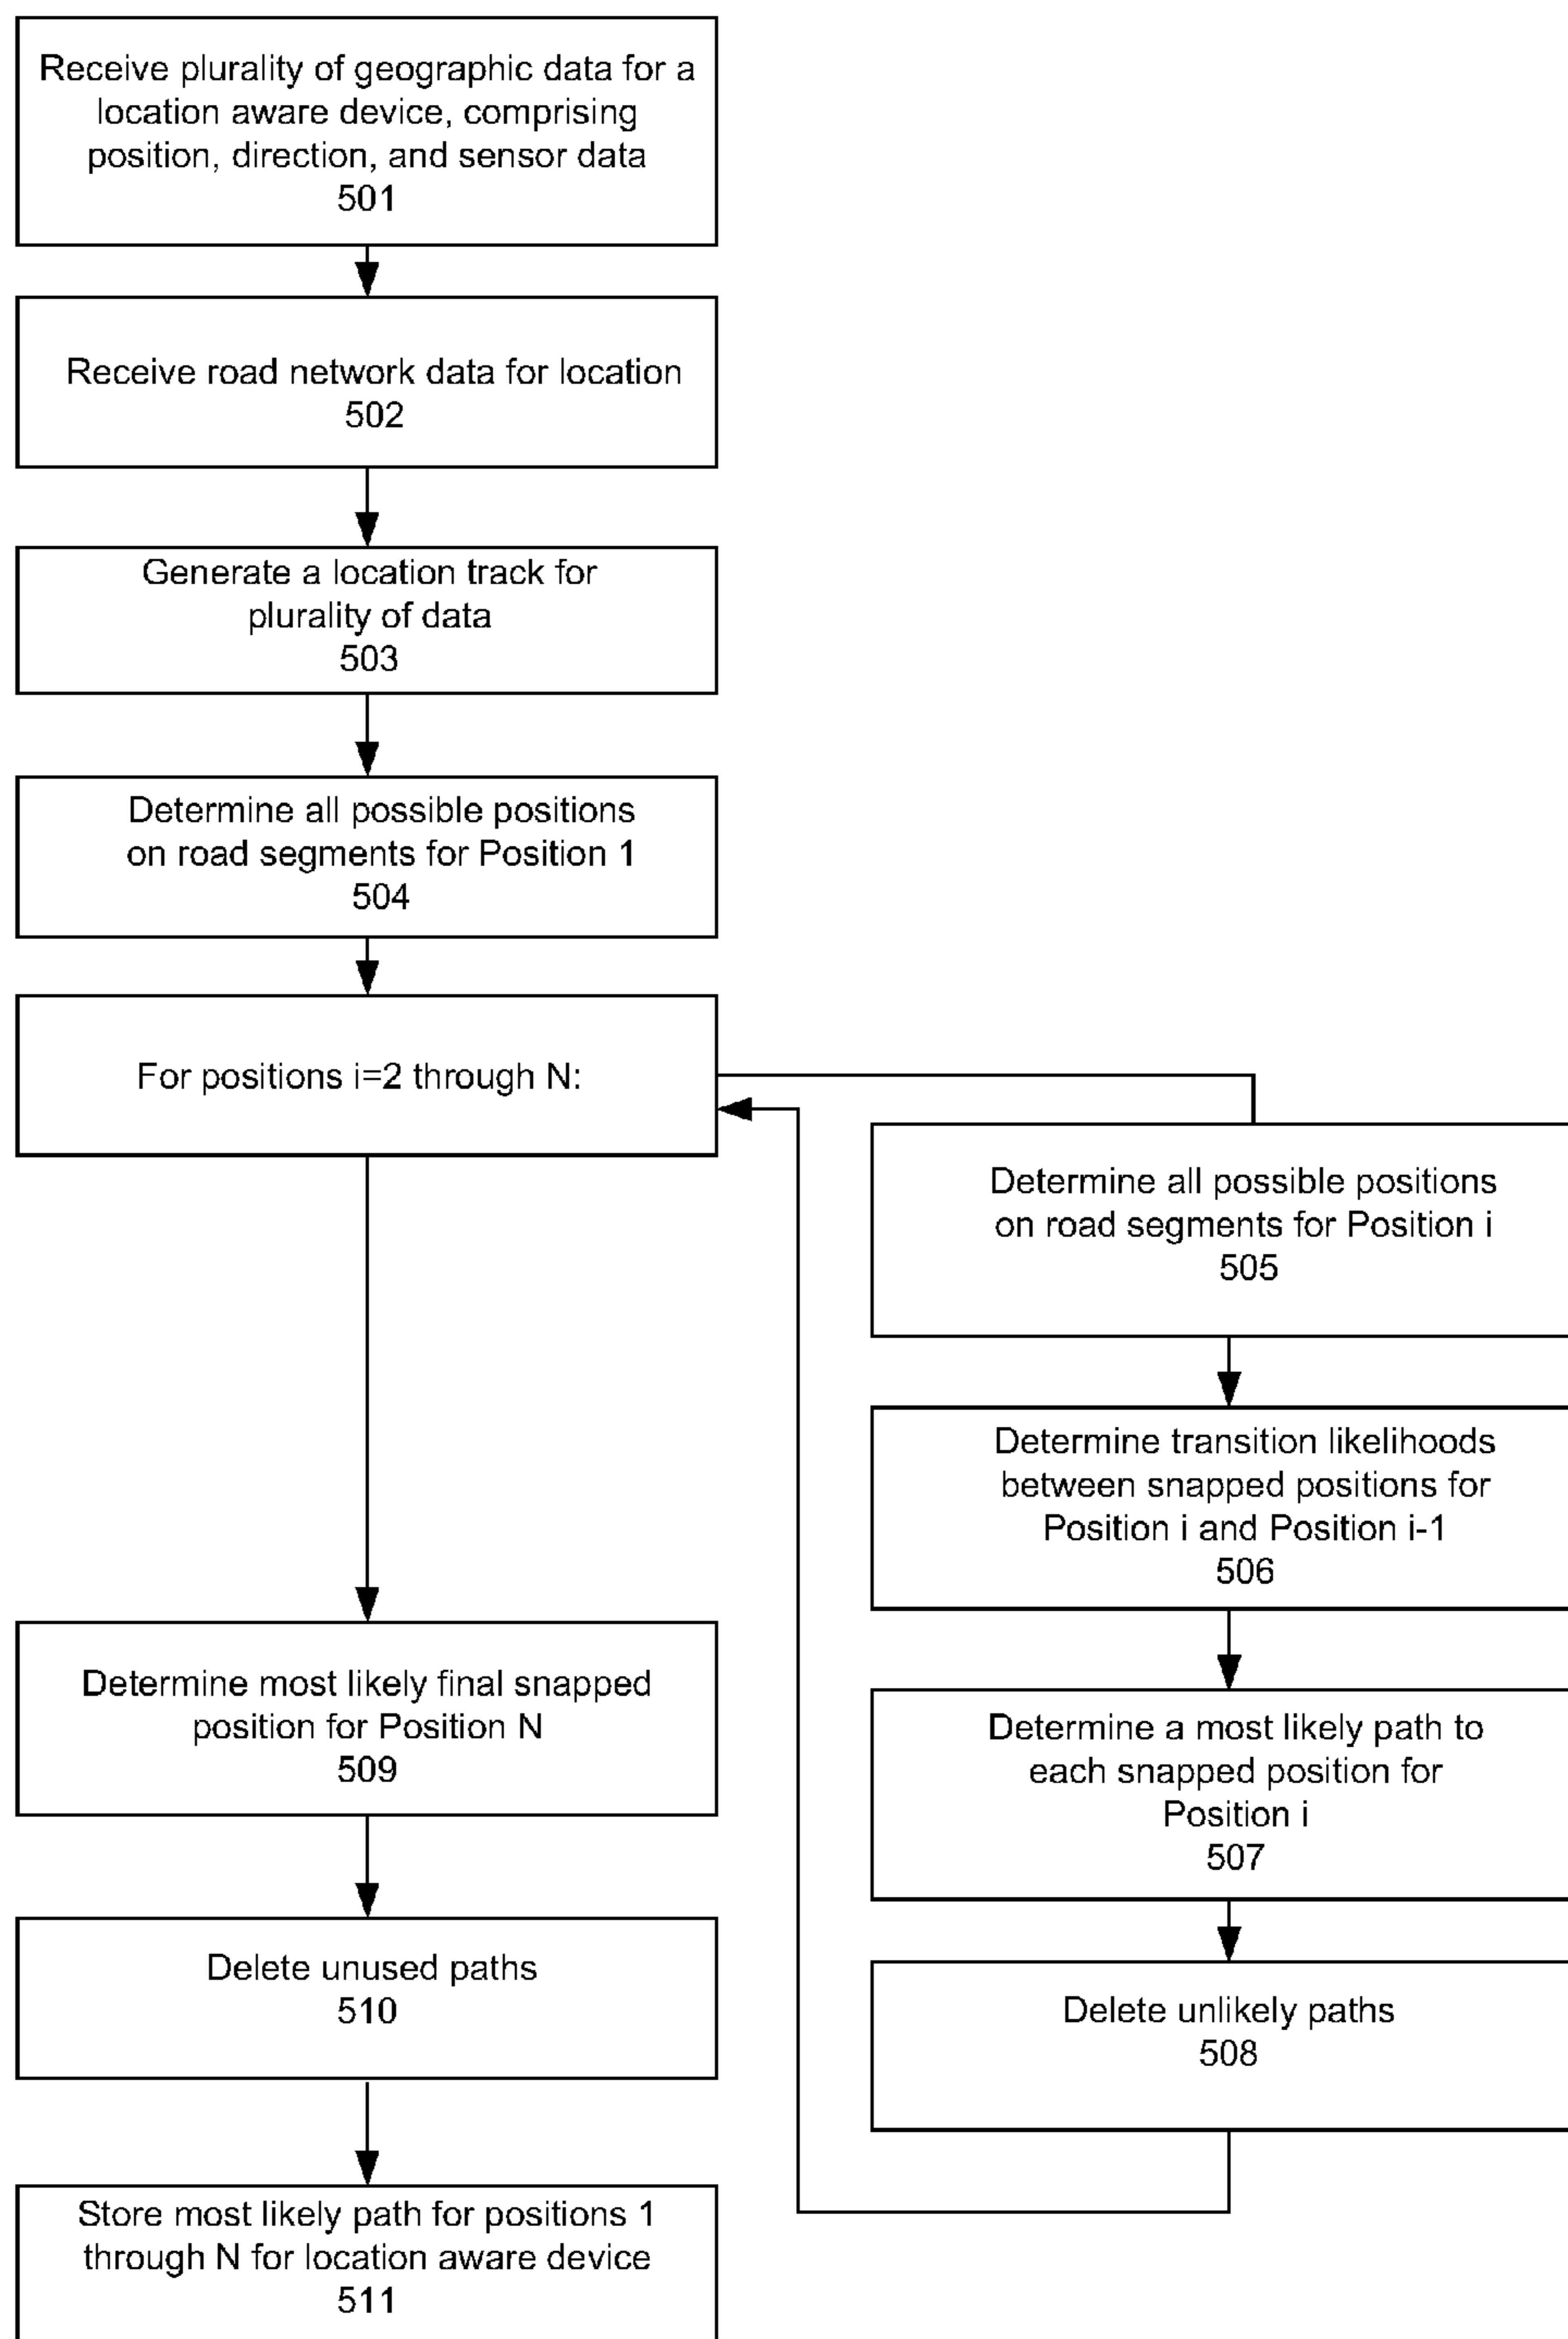 Receive plurality of geographic data for a
location aware device, comprising
position, direction, and sensor data
501
Receive road network data for location
502
Generate a location track for
plurality of data
503
Determine all possible positions
on road segments for Position 1
504
For positions i=2 through N:
Determine all possible positions
on road segments for Position i
505
Determine transition likelihoods
between snapped positions for
Position i and Position i-1
506
Determine a most likely path to
each snapped position for
Position i
507
Delete unlikely paths
508
Determine most likely final snapped
position for Position N
509
Delete unused paths
510
Store most likely path for positions 1
through N for location aware device
511